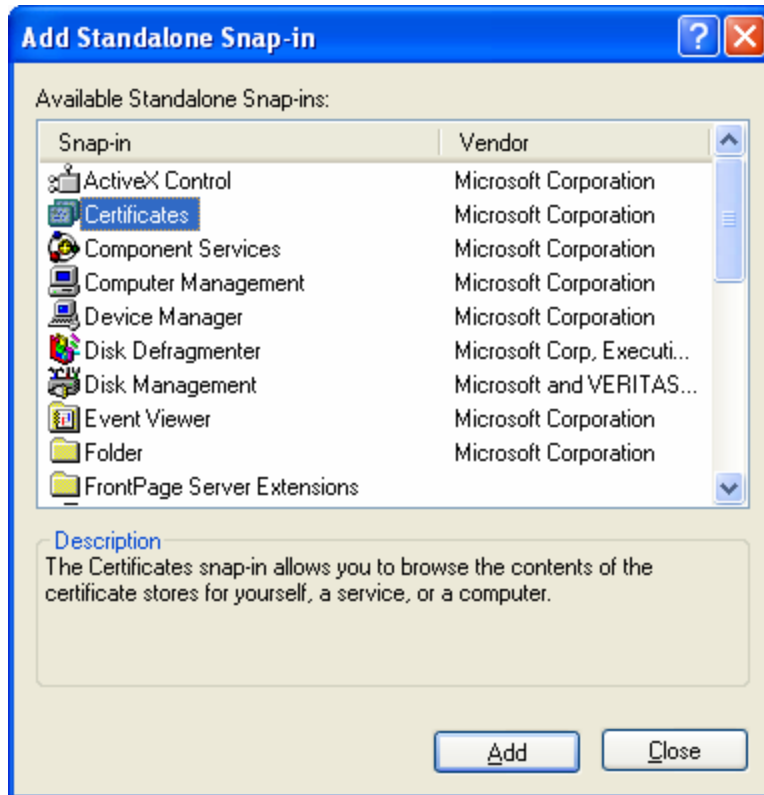 Add Standalone Snap-in
Available Standalone Snap-ins:
Snap-in Vendor
ActiveX Control Microsoft Corporation
Certificates Microsoft Corporation
Component Services Microsoft Corporation
Computer Management Microsoft Corporation
Device Manager Microsoft Corporation
Disk Defragmenter Microsoft Corp, Executi...
Disk Management Microsoft and VERITAS...
Event Viewer Microsoft Corporation
Folder Microsoft Corporation
FrontPage Server Extensions
Description
The Certificates snap-in allows you to browse the contents of the
certificate stores for yourself, a service, or a computer.
Add Close